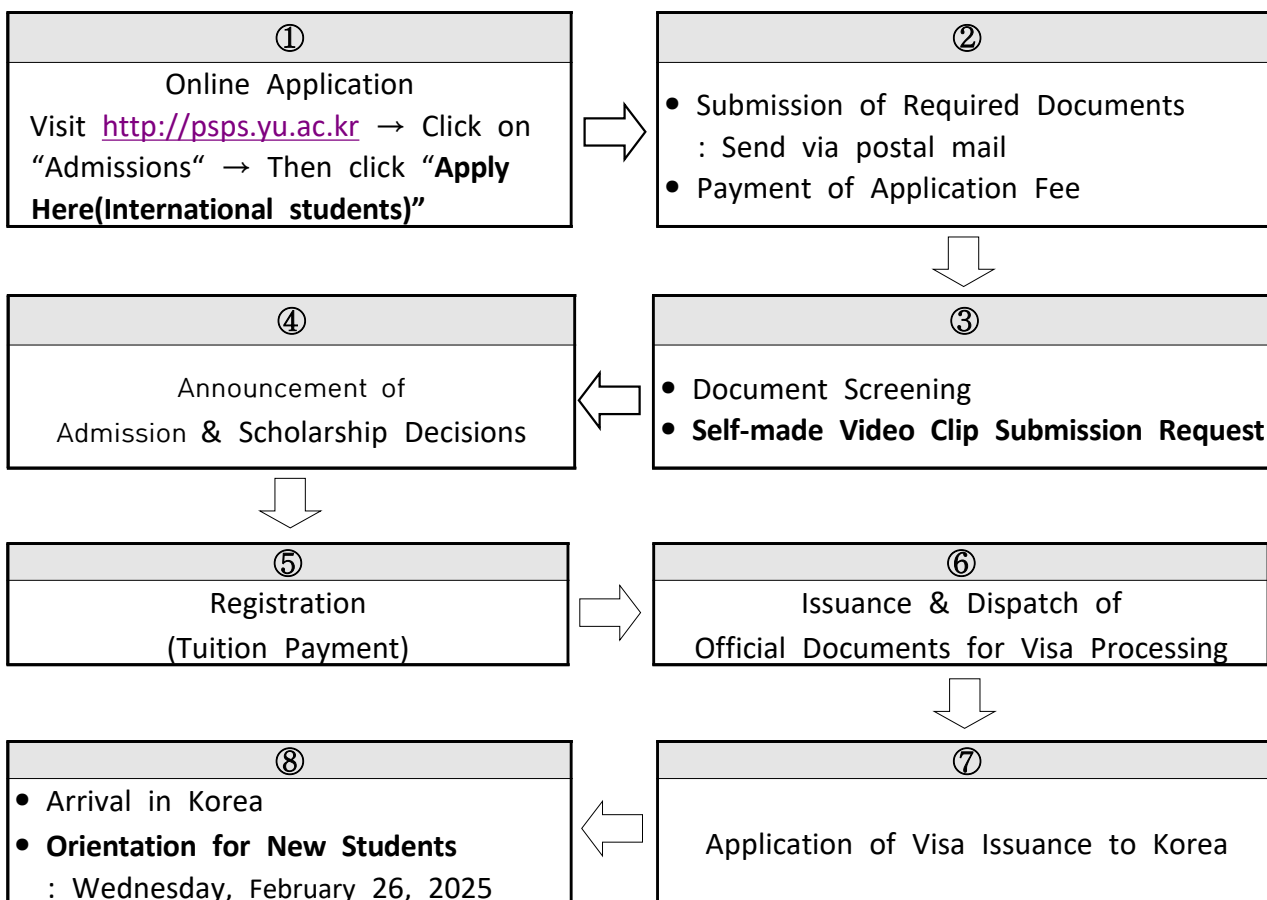 ①
Online Application
Visit http://psps.yu.ac.kr → Click on
“Admissions“ → Then click “Apply
Here(International students)”
②
• Submission of Required Documents
: Send via postal mail
• Payment of Application Fee
③
• Document Screening
• Self-made Video Clip Submission Request
④
Announcement of
Admission & Scholarship Decisions
⑤
Registration
(Tuition Payment)
⑥
Issuance & Dispatch of
Official Documents for Visa Processing
⑦
Application of Visa Issuance to Korea
⑧
• Arrival in Korea
• Orientation for New Students
: Wednesday, February 26, 2025